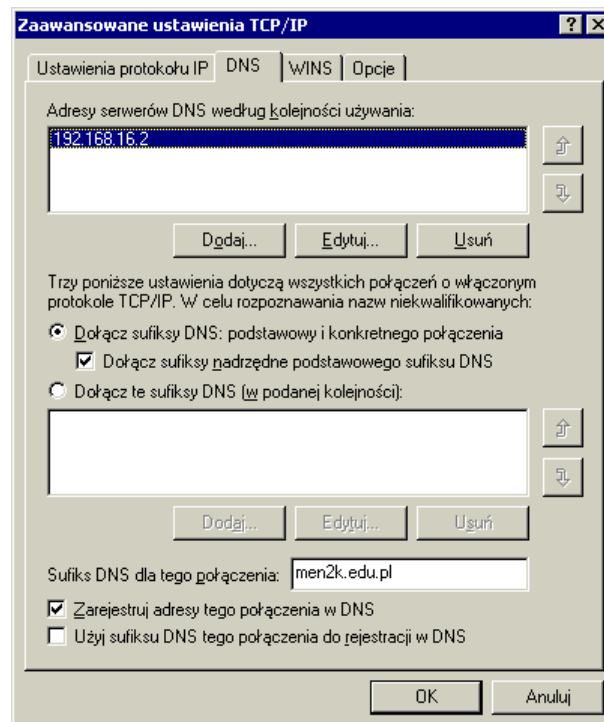 Zaawansowane ustawienia TCP/IP
Ustawienia protokołu IP DNS WINS Opcje
Adresy serwerów DNS według kolejności używania:
192.168.16.2
Dodaj... Edytuj... Usuń
Trzy poniższe ustawienia dotyczą wszystkich połączeń o włączonym
protokole TCP/IP. W celu rozpoznawania nazw niekwalifikowanych:
Dołącz sufiksy DNS: podstawowy i konkretnego połączenia
Dołącz sufiksy nadrzędne podstawowego sufiksu DNS
Dołącz te sufiksy DNS (w podanej kolejności):
Dodaj... Edytuj... Usuń
Sufiks DNS dla tego połączenia: men2k.edu.pl
Zarejestruj adresy tego połączenia w DNS
Użyj sufiksu DNS tego połączenia do rejestracji w DNS
OK Anuluj